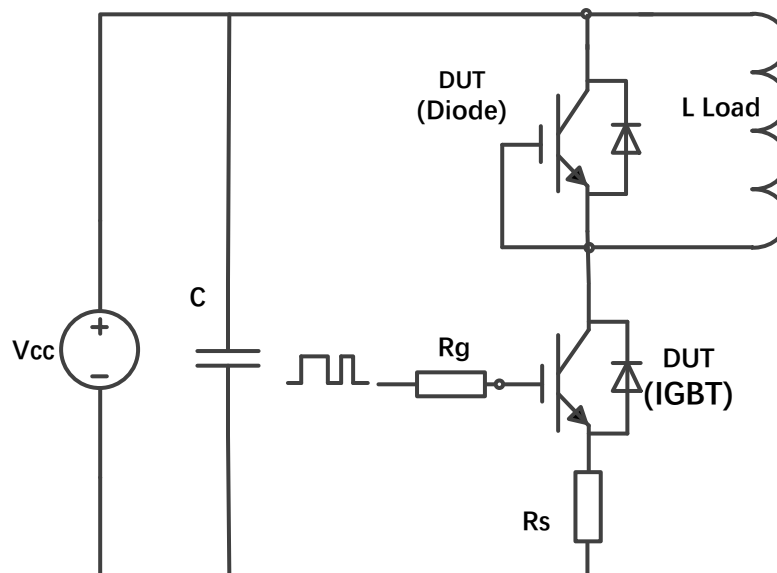 DUT
(Diode)
L Load
C
Vcc
+
−
Rg
DUT
(IGBT)
Rs